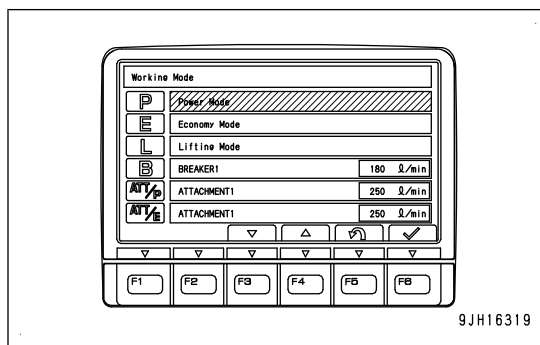 Working Mode
P Power Mode
E Economy Mode
L Lifting Mode
B BREAKER1 180 ℓ/min
ATT/P ATTACHMENT1 250 ℓ/min
ATT/E ATTACHMENT1 250 ℓ/min
F1 F2 F3 F4 F5 F6
9JH16319